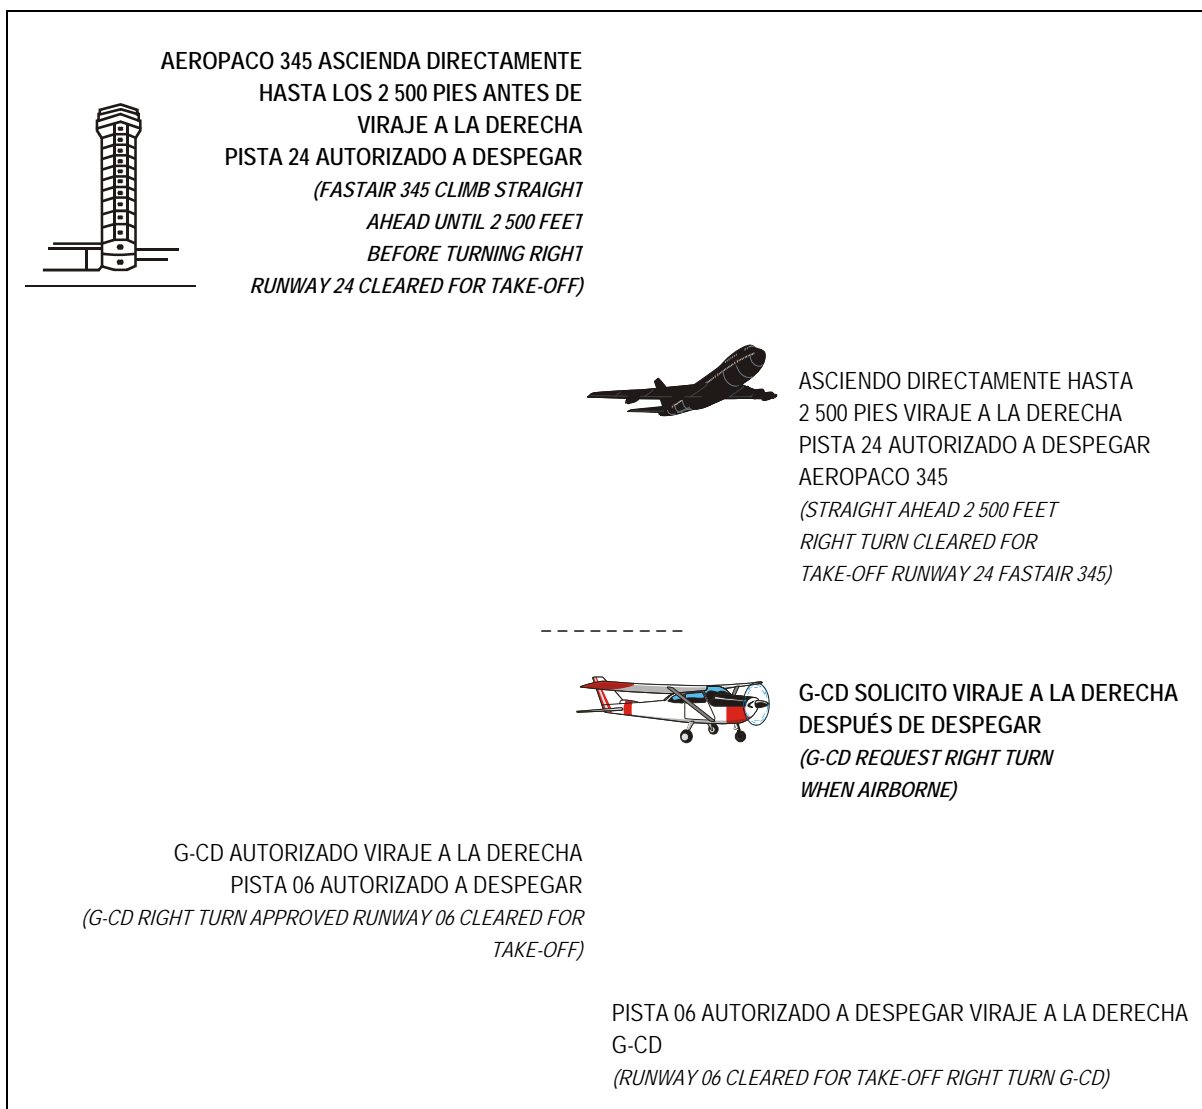 AEROPACO 345 ASCIENDA DIRECTAMENTE
HASTA LOS 2 500 PIES ANTES DE
VIRAJE A LA DERECHA
PISTA 24 AUTORIZADO A DESPEGAR
(FASTAIR 345 CLIMB STRAIGHT
AHEAD UNTIL 2 500 FEET
BEFORE TURNING RIGHT
RUNWAY 24 CLEARED FOR TAKE-OFF)
ASCIENDO DIRECTAMENTE HASTA
2 500 PIES VIRAJE A LA DERECHA
PISTA 24 AUTORIZADO A DESPEGAR
AEROPACO 345
(STRAIGHT AHEAD 2 500 FEET
RIGHT TURN CLEARED FOR
TAKE-OFF RUNWAY 24 FASTAIR 345)
G-CD SOLICITO VIRAJE A LA DERECHA
DESPUÉS DE DESPEGAR
(G-CD REQUEST RIGHT TURN
WHEN AIRBORNE)
G-CD AUTORIZADO VIRAJE A LA DERECHA
PISTA 06 AUTORIZADO A DESPEGAR
(G-CD RIGHT TURN APPROVED RUNWAY 06 CLEARED FOR
TAKE-OFF)
PISTA 06 AUTORIZADO A DESPEGAR VIRAJE A LA DERECHA
G-CD
(RUNWAY 06 CLEARED FOR TAKE-OFF RIGHT TURN G-CD)